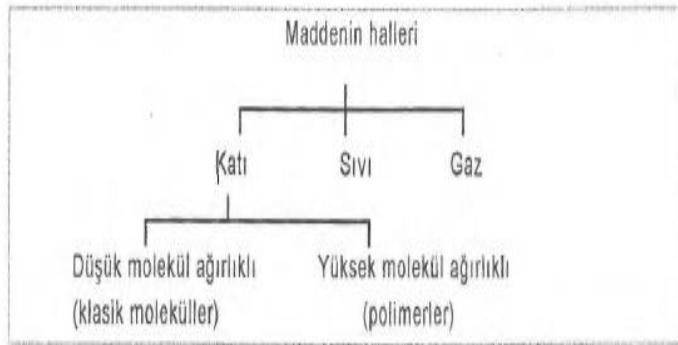 Maddenin halleri
Katı Sıvı Gaz
Düşük molekül ağırlıklı Yüksek molekül ağırlıklı
(klasik moleküller) (polimerler)